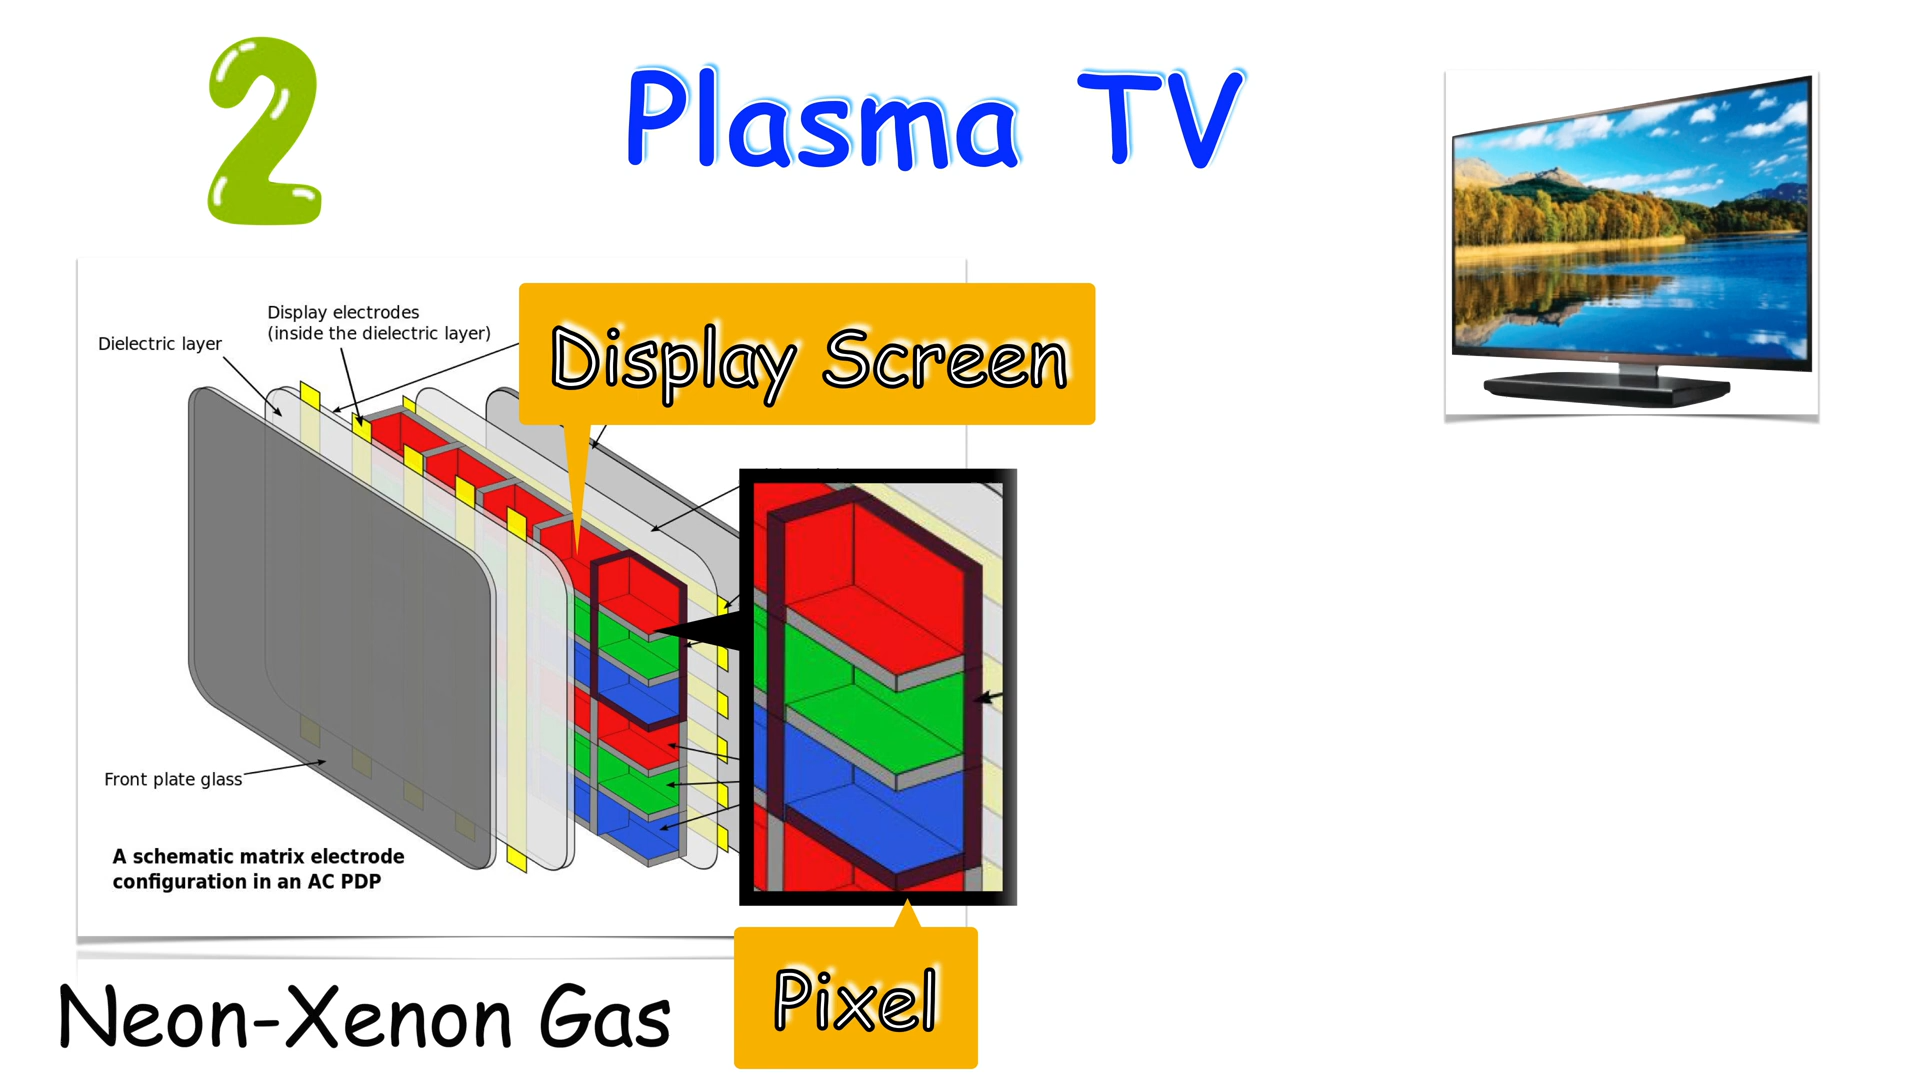 2
Plasma TV
Display electrodes
(inside the dielectric layer)
Dielectric layer
Display Screen
Front plate glass
A schematic matrix electrode
configuration in an AC PDP
Neon-Xenon Gas
Pixel